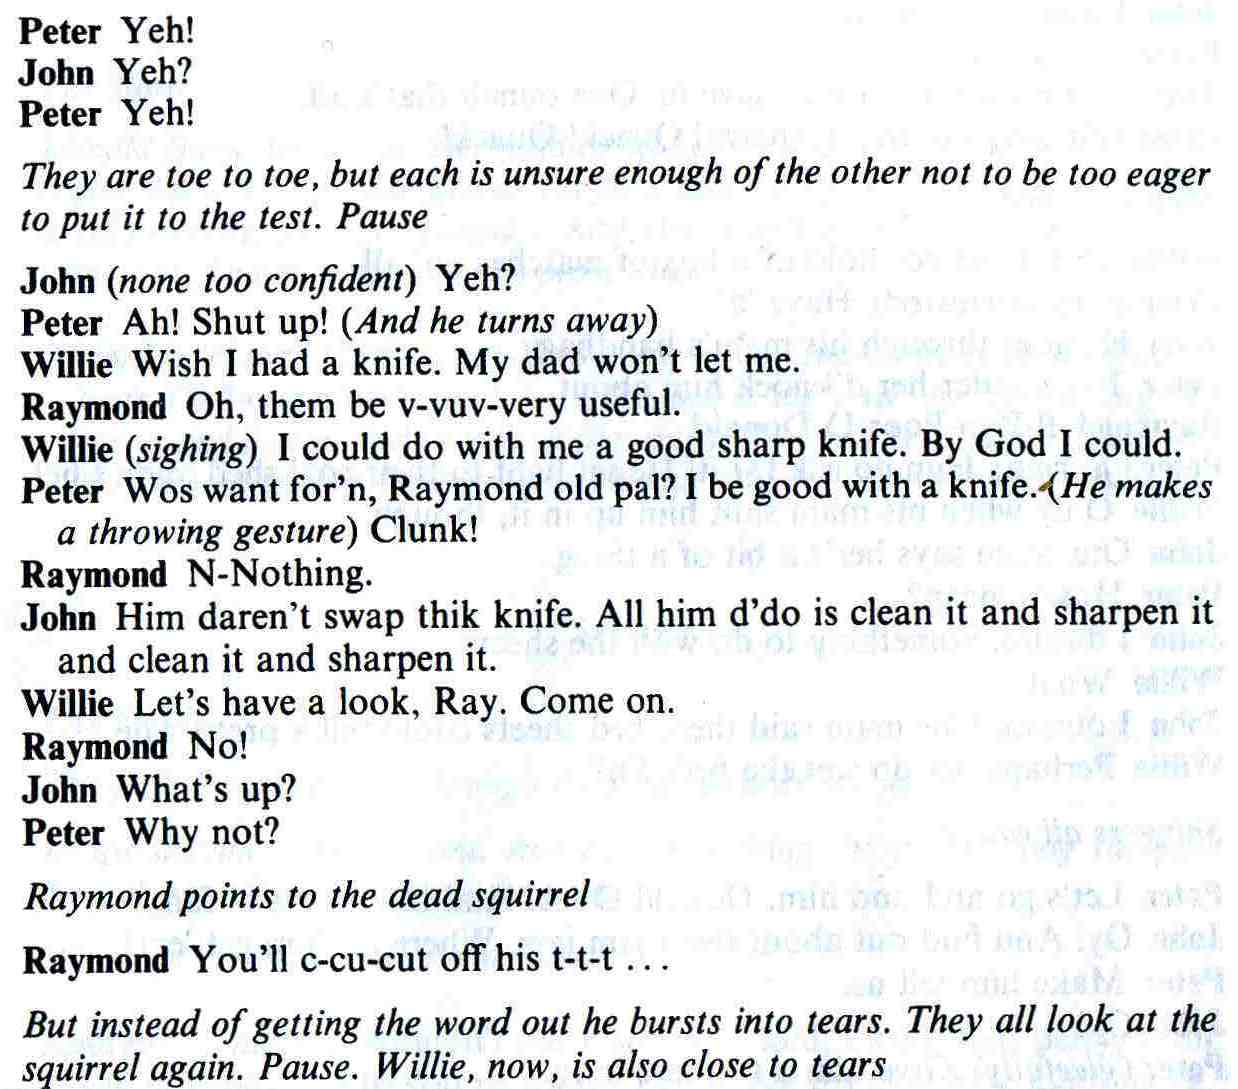 Peter Yeh!
John Yeh?
Peter Yeh!
They are toe to toe, but each is unsure enough of the other not to be too eager
to put it to the test. Pause
John (none too confident) Yeh?
Peter Ah! Shut up! (And he turns away)
Willie Wish I had a knife. My dad won't let me.
Raymond Oh, them be v-vuv-very useful.
Willie (sighing) I could do with me a good sharp knife. By God I could.
Peter Wos want for'n, Raymond old pal? I be good with a knife. (He makes
a throwing gesture) Clunk!
Raymond N-Nothing.
John Him daren't swap thik knife. All him d'do is clean it and sharpen it
and clean it and sharpen it.
Willie Let's have a look, Ray. Come on.
Raymond No!
John What's up?
Peter Why not?
Raymond points to the dead squirrel
Raymond You'll c-cu-cut off his t-t-t ...
But instead of getting the word out he bursts into tears. They all look at the
squirrel again. Pause. Willie, now, is also close to tears